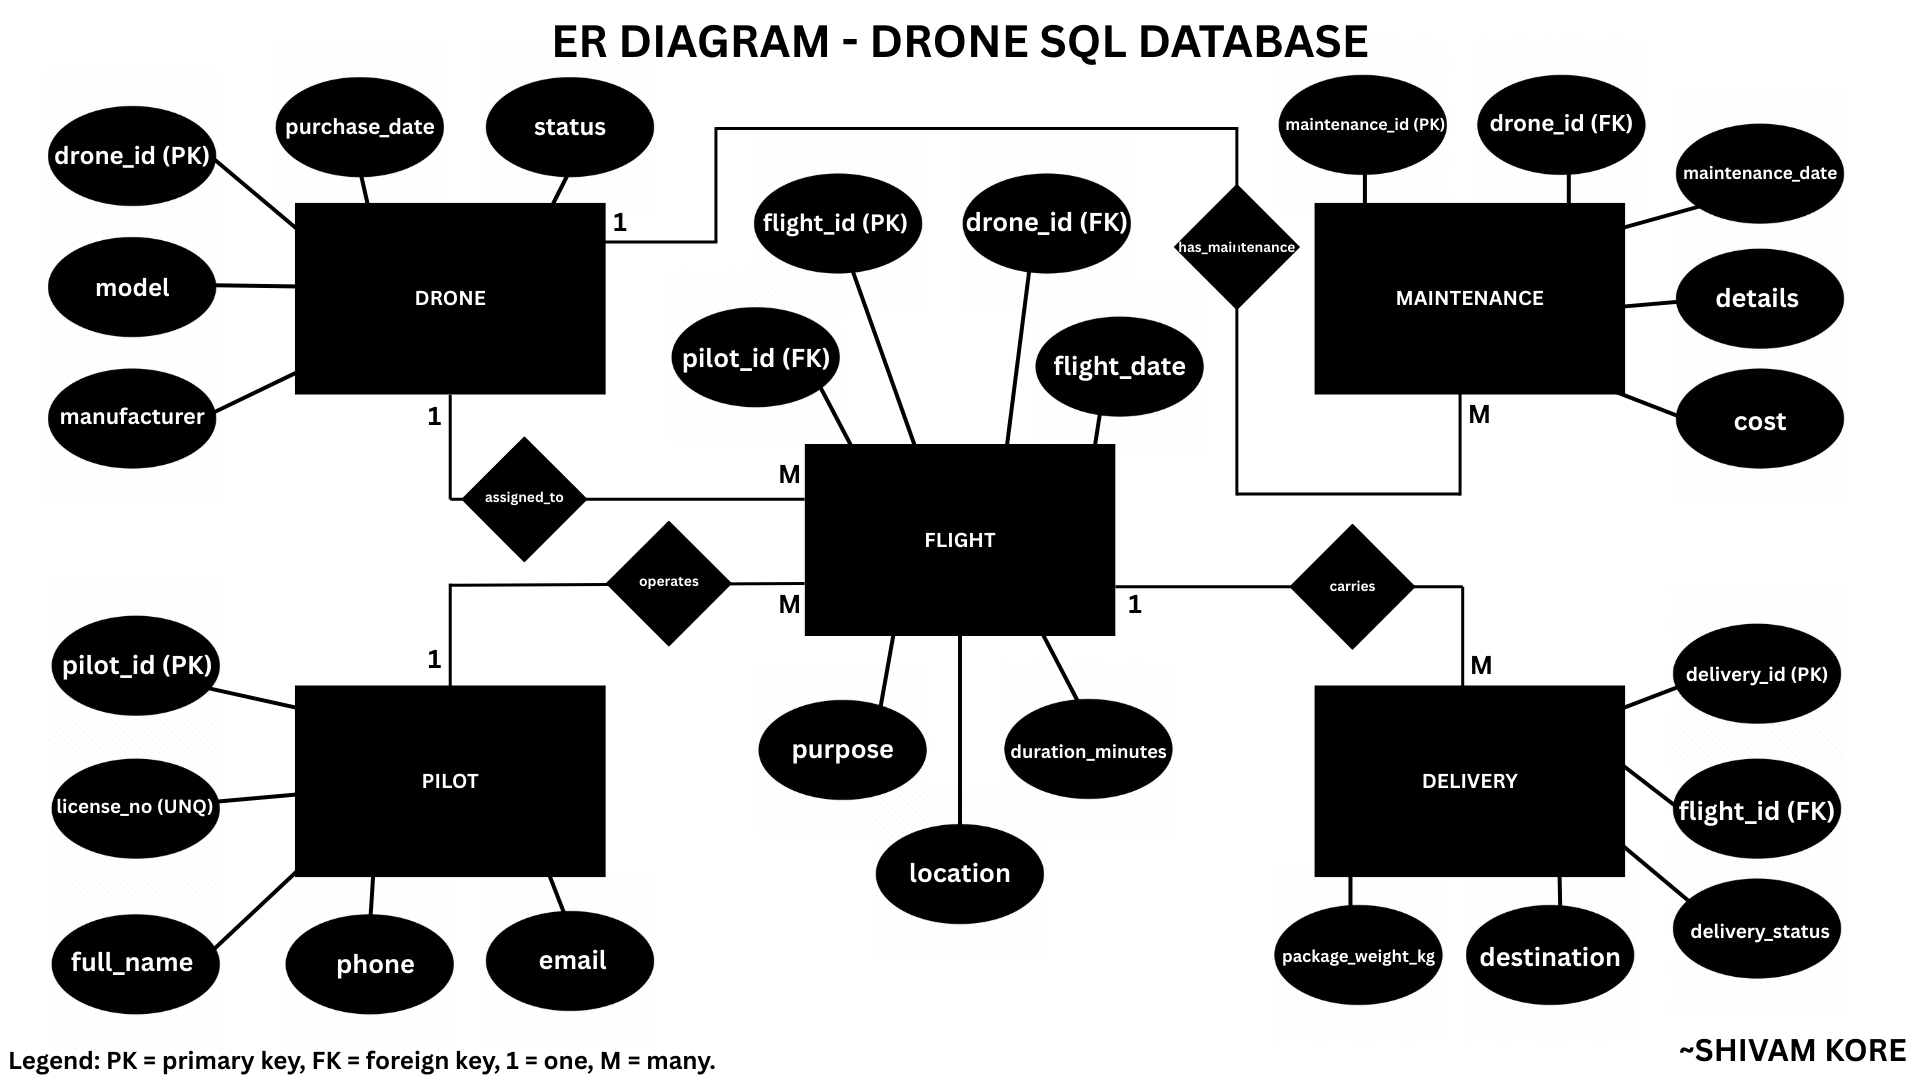 ER DIAGRAM - DRONE SQL DATABASE
drone_id (PK)
purchase_date
status
model
manufacturer
DRONE
1
1
assigned_to
M
flight_id (PK)
drone_id (FK)
pilot_id (FK)
flight_date
FLIGHT
has_maintenance
maintenance_id (PK)
drone_id (FK)
maintenance_date
details
cost
MAINTENANCE
M
operates
M
1
pilot_id (PK)
license_no (UNQ)
full_name
phone
email
PILOT
purpose
location
duration_minutes
1
carries
M
DELIVERY
delivery_id (PK)
flight_id (FK)
delivery_status
package_weight_kg
destination
Legend: PK = primary key, FK = foreign key, 1 = one, M = many.
~SHIVAM KORE